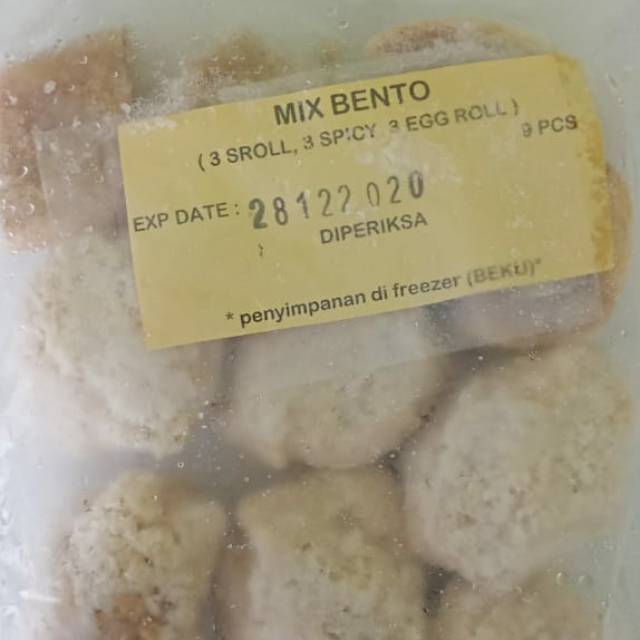 MIX BENTO
( 3 SROLL, 3 SPICY 3 EGG ROLL )
9 PCS
EXP DATE : 28122020
DIPERIKSA
* penyimpanan di freezer (BEKU)*